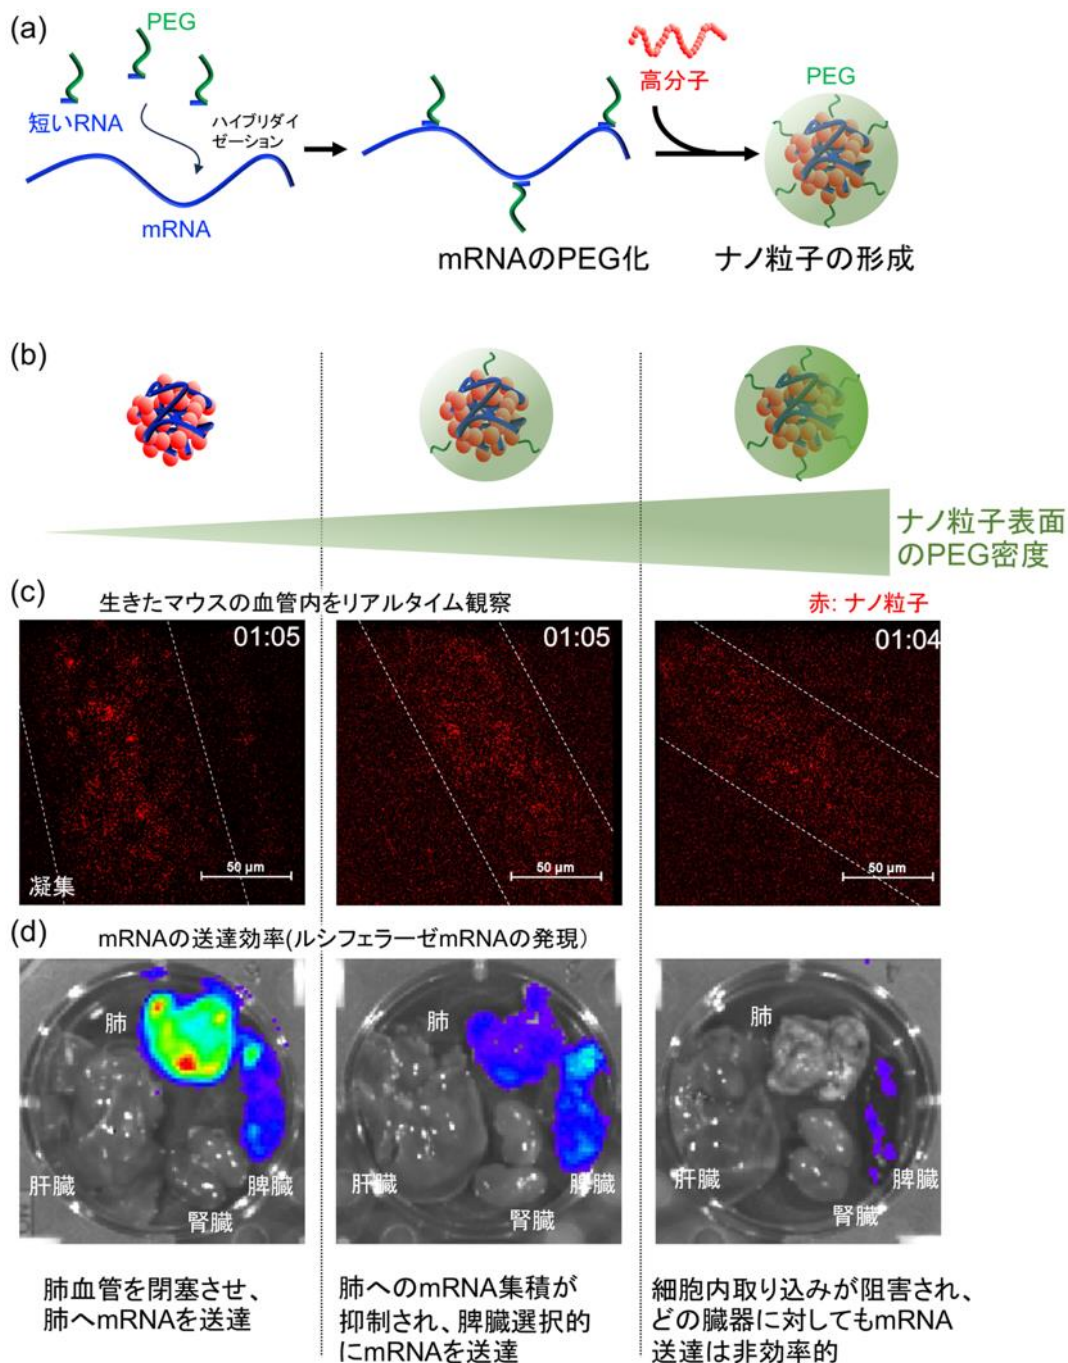 (a)
PEG
短いRNA
ハイブリダイ
ゼーション
mRNA
高分子
PEG
mRNAのPEG化
ナノ粒子の形成
(b)
ナノ粒子表面
のPEG密度
(c)
生きたマウスの血管内をリアルタイム観察
赤: ナノ粒子
01:05
01:05
01:04
50 µm
50 µm
50 µm
凝集
(d)
mRNAの送達効率(ルシフェラーゼmRNAの発現）
肺
肝臓
腎臓
脾臓
肺
腎臓
脾臓
肺
肝臓
腎臓
脾臓
肺血管を閉塞させ、
肺へmRNAを送達
肺へのmRNA集積が
抑制され、脾臓選択的
にmRNAを送達
細胞内取り込みが阻害され、
どの臓器に対してもmRNA
送達は非効率的